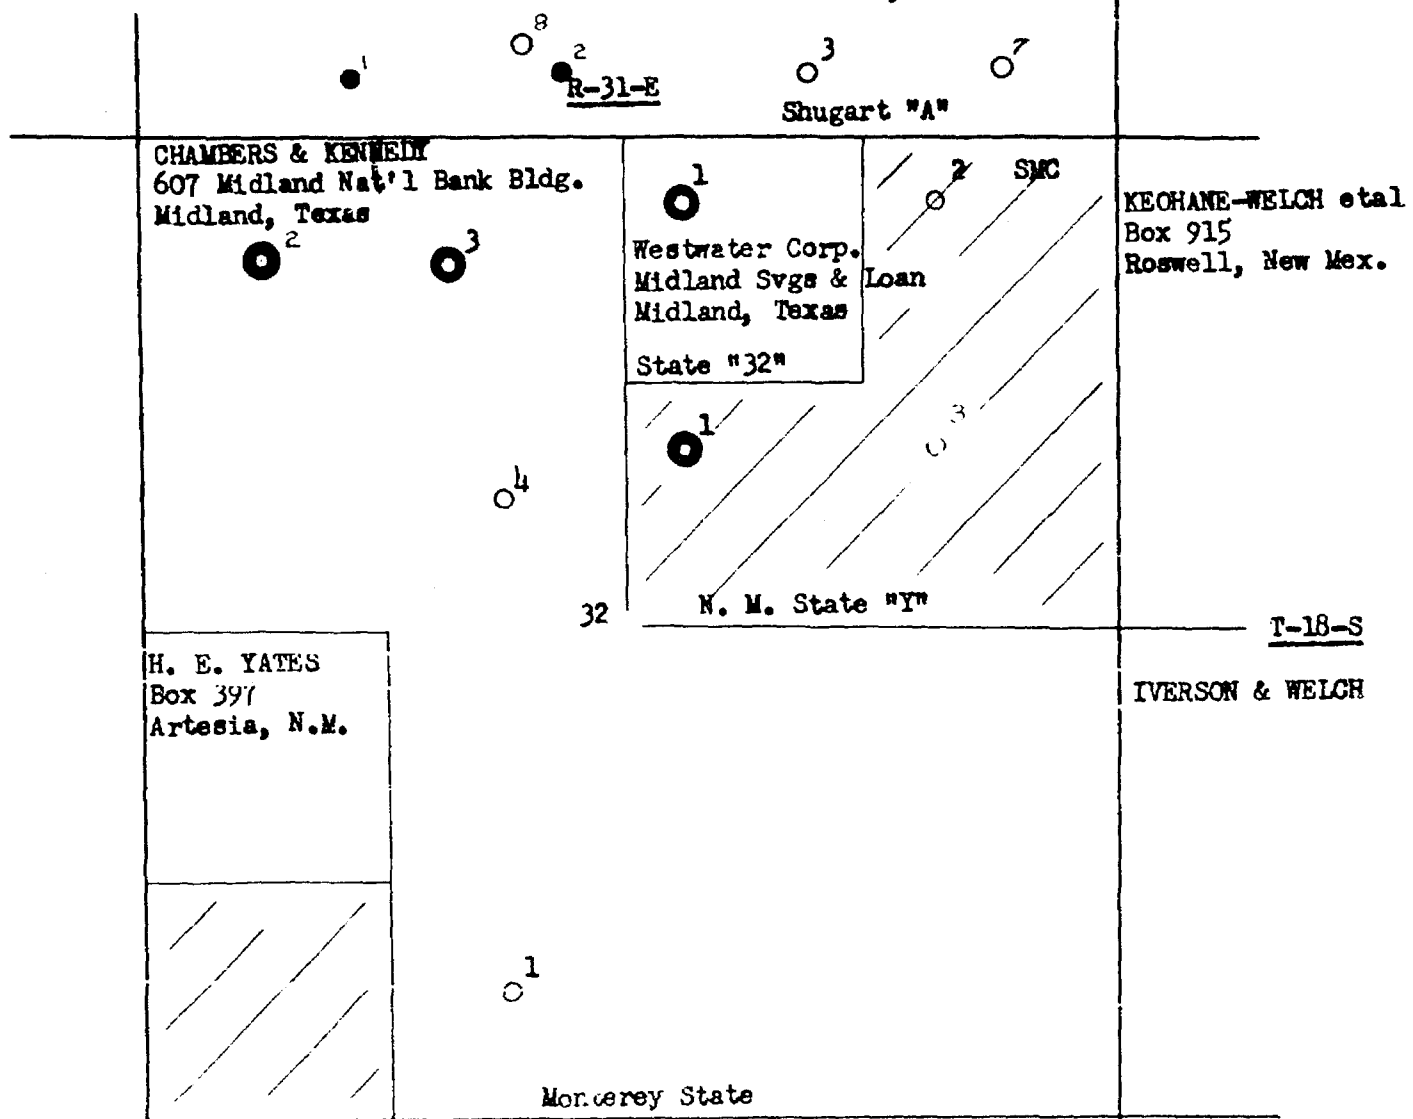 8
1
2
3
7
R-31-E
Shugart "A"
CHAMBERS & KENNEDY
607 Midland Nat'l Bank Bldg.
Midland, Texas
2
3
1
Westwater Corp.
Midland Svgs & Loan
Midland, Texas
State "32"
2 SMC
KEOHANE-WELCH etal
Box 915
Roswell, New Mex.
1
3
4
32
N. M. State "Y"
T-18-S
H. E. YATES
Box 397
Artesia, N.M.
IVERSON & WELCH
1
Monterey State